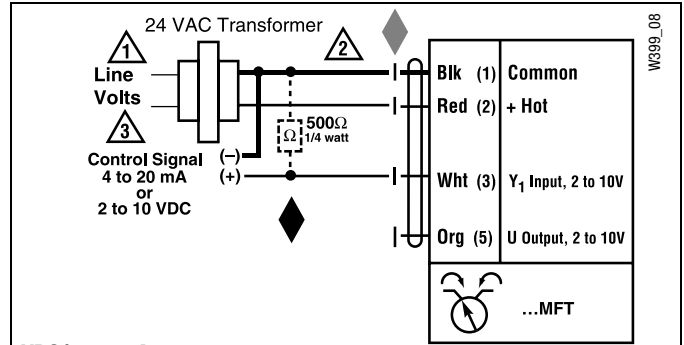 24 VAC Transformer
1
2
Line
Volts
3
Control Signal
4 to 20 mA
or
2 to 10 VDC
(–)
(+)
Ω
500Ω
1/4 watt
Blk (1) Common
Red (2) + Hot
Wht (3) Y₁ Input, 2 to 10V
Org (5) U Output, 2 to 10V
...MFT
W399_08